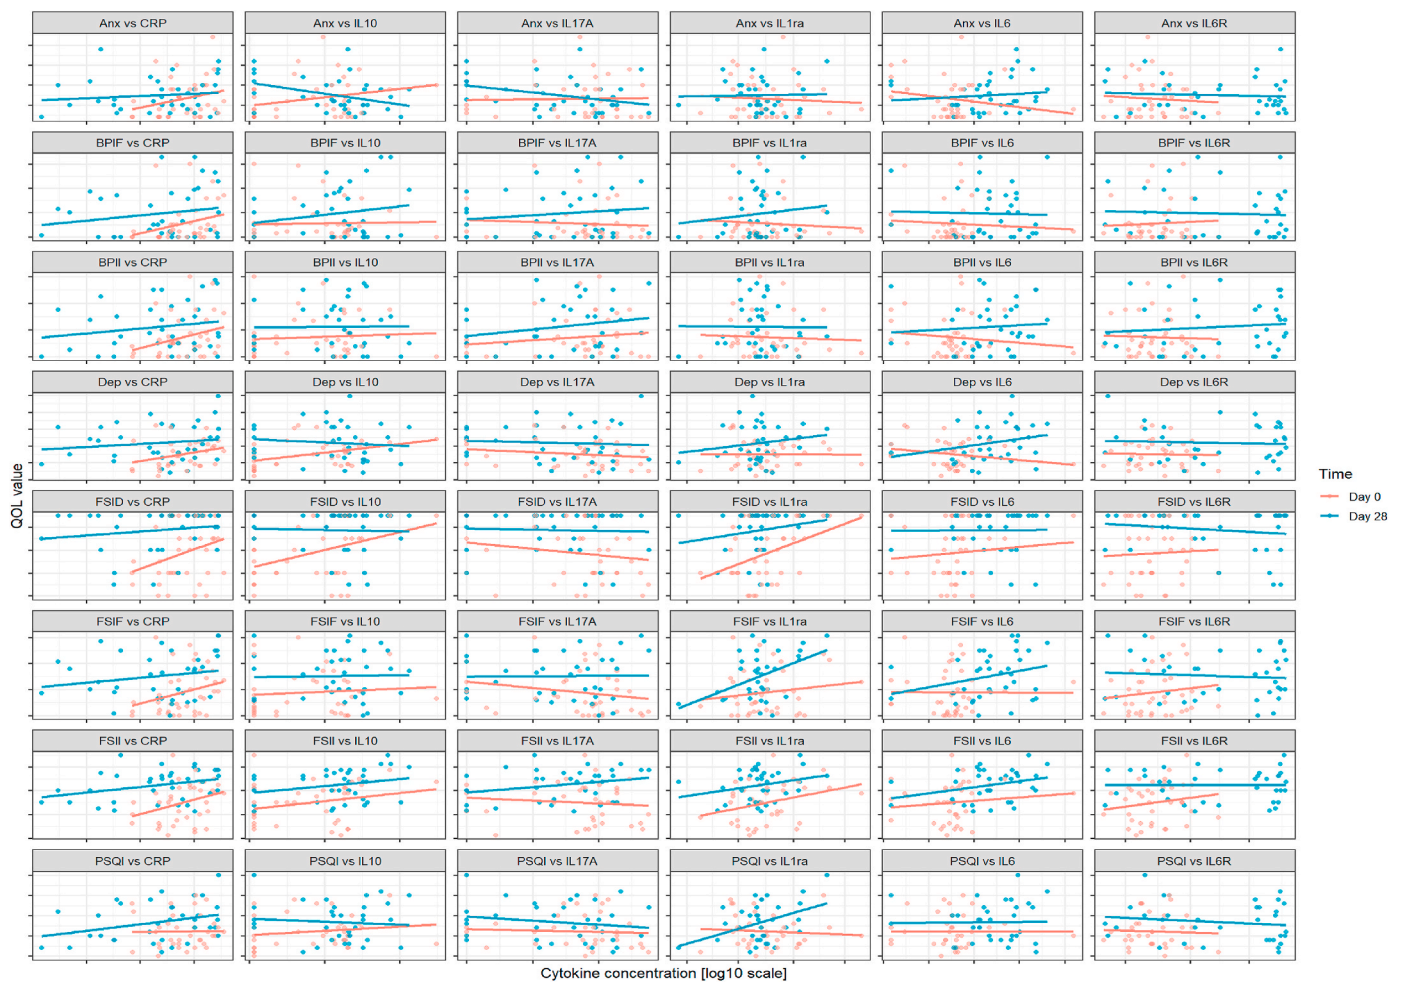 Anx vs CRP
Anx vs IL10
Anx vs IL17A
Anx vs IL1ra
Anx vs IL6
Anx vs IL6R
BPIF vs CRP
BPIF vs IL10
BPIF vs IL17A
BPIF vs IL1ra
BPIF vs IL6
BPIF vs IL6R
BPII vs CRP
BPII vs IL10
BPII vs IL17A
BPII vs IL1ra
BPII vs IL6
BPII vs IL6R
Dep vs CRP
Dep vs IL10
Dep vs IL17A
Dep vs IL1ra
Dep vs IL6
Dep vs IL6R
FSID vs CRP
FSID vs IL10
FSID vs IL17A
FSID vs IL1ra
FSID vs IL6
FSID vs IL6R
FSIF vs CRP
FSIF vs IL10
FSIF vs IL17A
FSIF vs IL1ra
FSIF vs IL6
FSIF vs IL6R
FSII vs CRP
FSII vs IL10
FSII vs IL17A
FSII vs IL1ra
FSII vs IL6
FSII vs IL6R
PSQI vs CRP
PSQI vs IL10
PSQI vs IL17A
PSQI vs IL1ra
PSQI vs IL6
PSQI vs IL6R
QOL value
Cytokine concentration [log10 scale]
Time
Day 0
Day 28